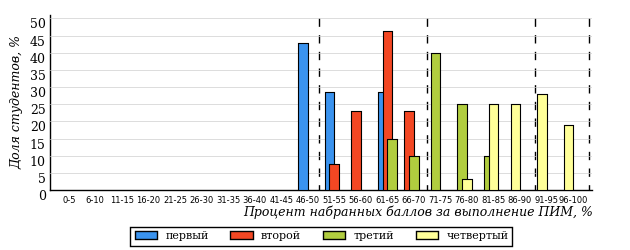 50
45
40
35
30
25
20
15
10
5
0
Доля студентов, %
0-5 6-10 11-15 16-20 21-25 26-30 31-35 36-40 41-45 46-50 51-55 56-60 61-65 66-70 71-75 76-80 81-85 86-90 91-95 96-100
Процент набранных баллов за выполнение ПИМ, %
первый второй третий четвертый